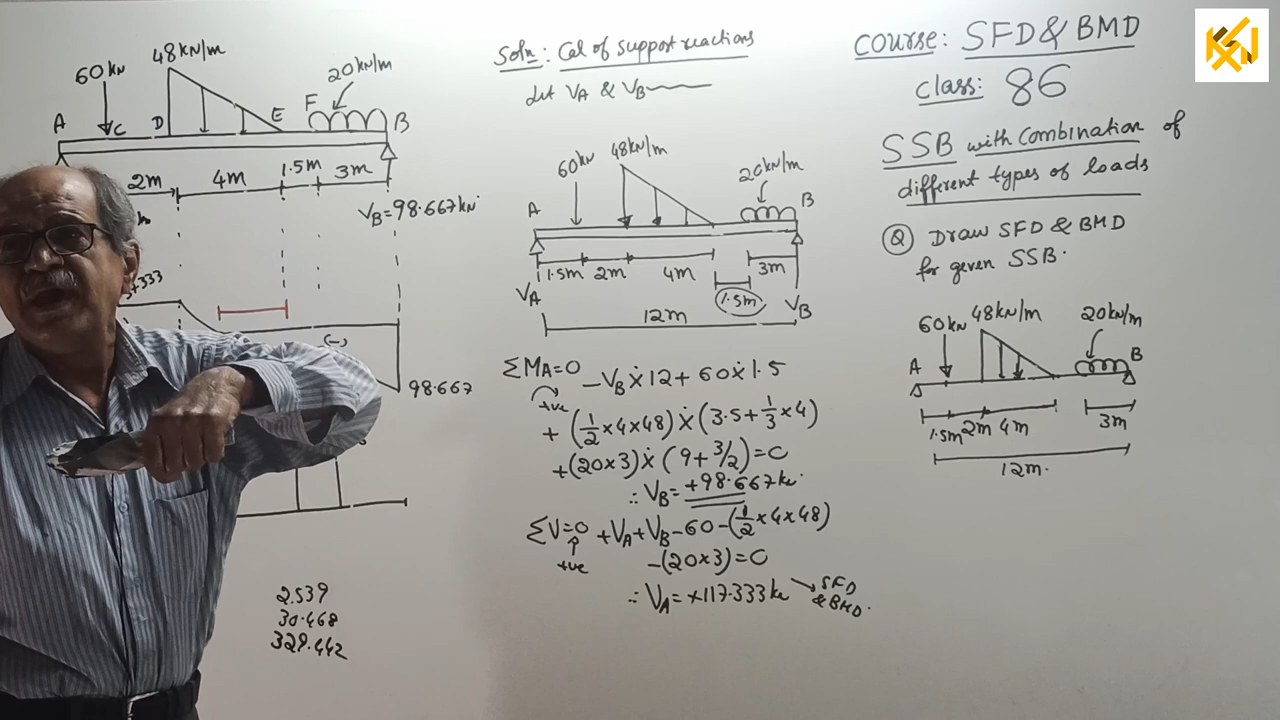 60kN
48kN/m
20kN/m
A
C
D
E
F
B
2m
4m
1.5m
3m
VB=98.667kN
+333
(-)
98.667
2.539
30.468
329.442
Soln: Cal of support reactions
Let VA & VB
60kN
48kN/m
20kN/m
A
B
1.5m
2m
4m
3m
1.5m
VA
VB
12m
ΣMA=0 -VB×12+60×1.5
+ve
+(1/2×4×48)×(3.5+1/3×4)
+(20×3)×(9+3/2)=0
∴ VB=+98.667kN
ΣV=0 +VA+VB-60-(1/2×4×48)
+ve
-(20×3)=0
∴ VA=+117.333kN
SFD
& BMD.
Course: SFD & BMD
Class: 86
SSB with Combination of
different types of loads
Q Draw SFD & BMD
for geven SSB.
60kN
48kN/m
20kN/m
A
B
1.5m
2m
4m
3m
12m.